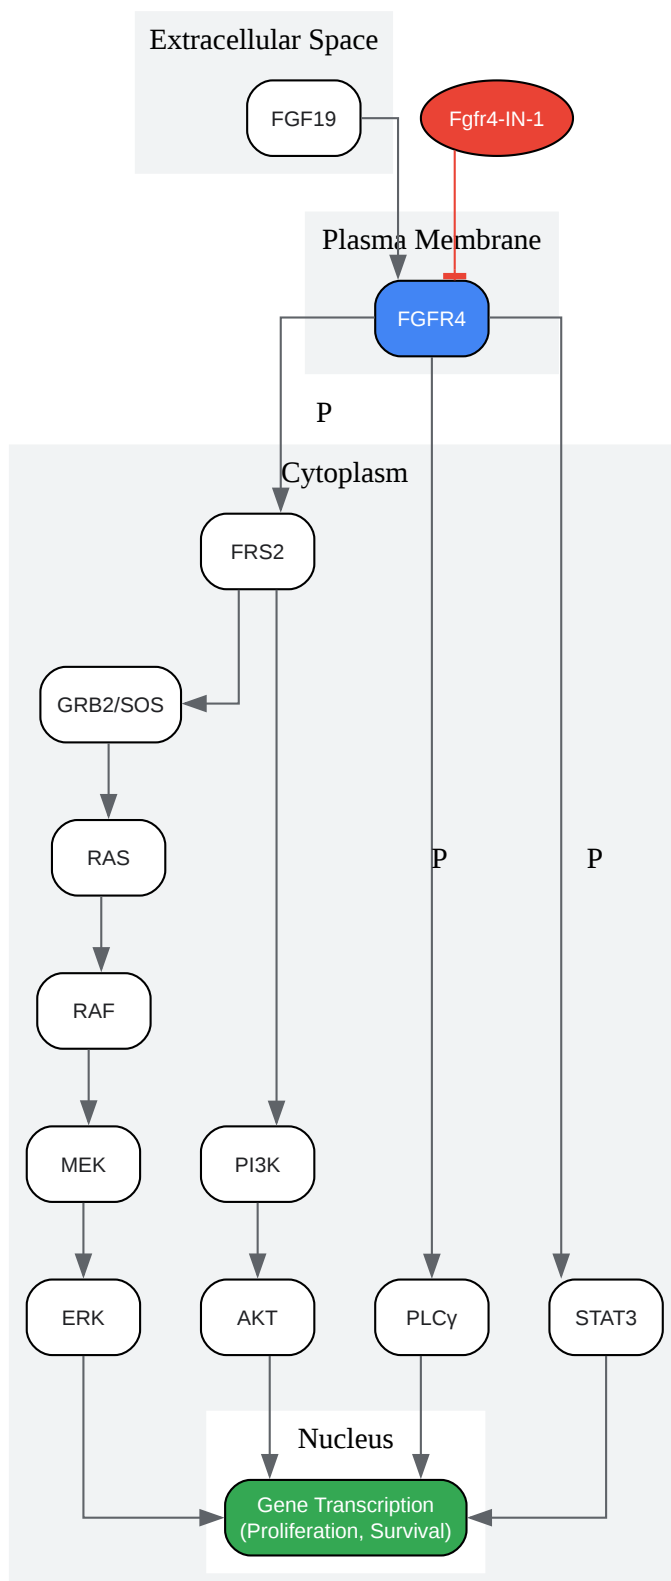 Extracellular Space
FGF19
Fgfr4-IN-1
Plasma Membrane
FGFR4
P
Cytoplasm
FRS2
GRB2/SOS
RAS
P
P
RAF
MEK
PI3K
ERK
AKT
PLCγ
STAT3
Nucleus
Gene Transcription
(Proliferation, Survival)